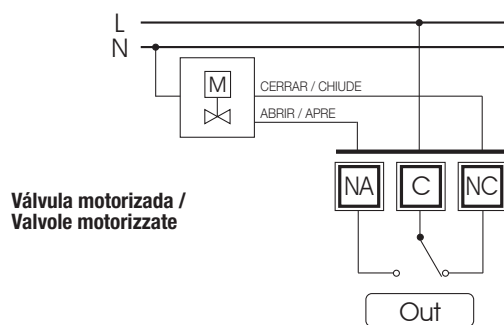 L
N
M
CERRAR / CHIUDE
ABRIR / APRE
Válvula motorizada /
Valvole motorizzate
NA
C
NC
Out